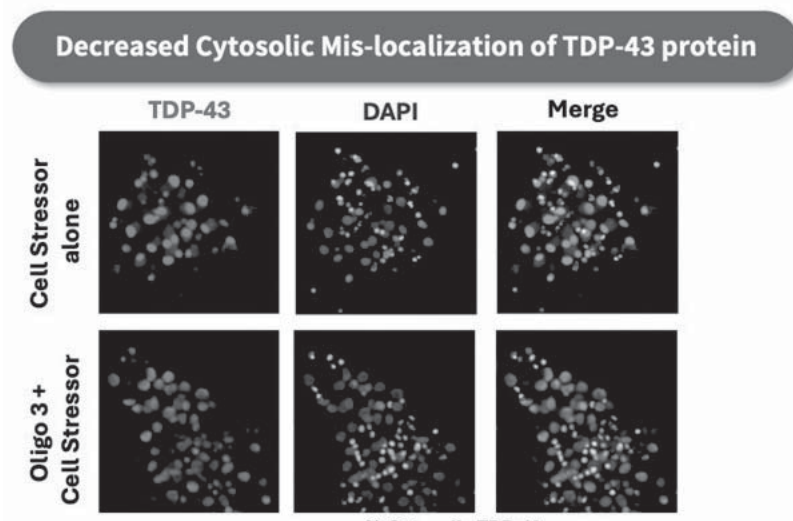 Decreased Cytosolic Mis-localization of TDP-43 protein
TDP-43
DAPI
Merge
Cell Stressor
alone
Oligo 3 +
Cell Stressor